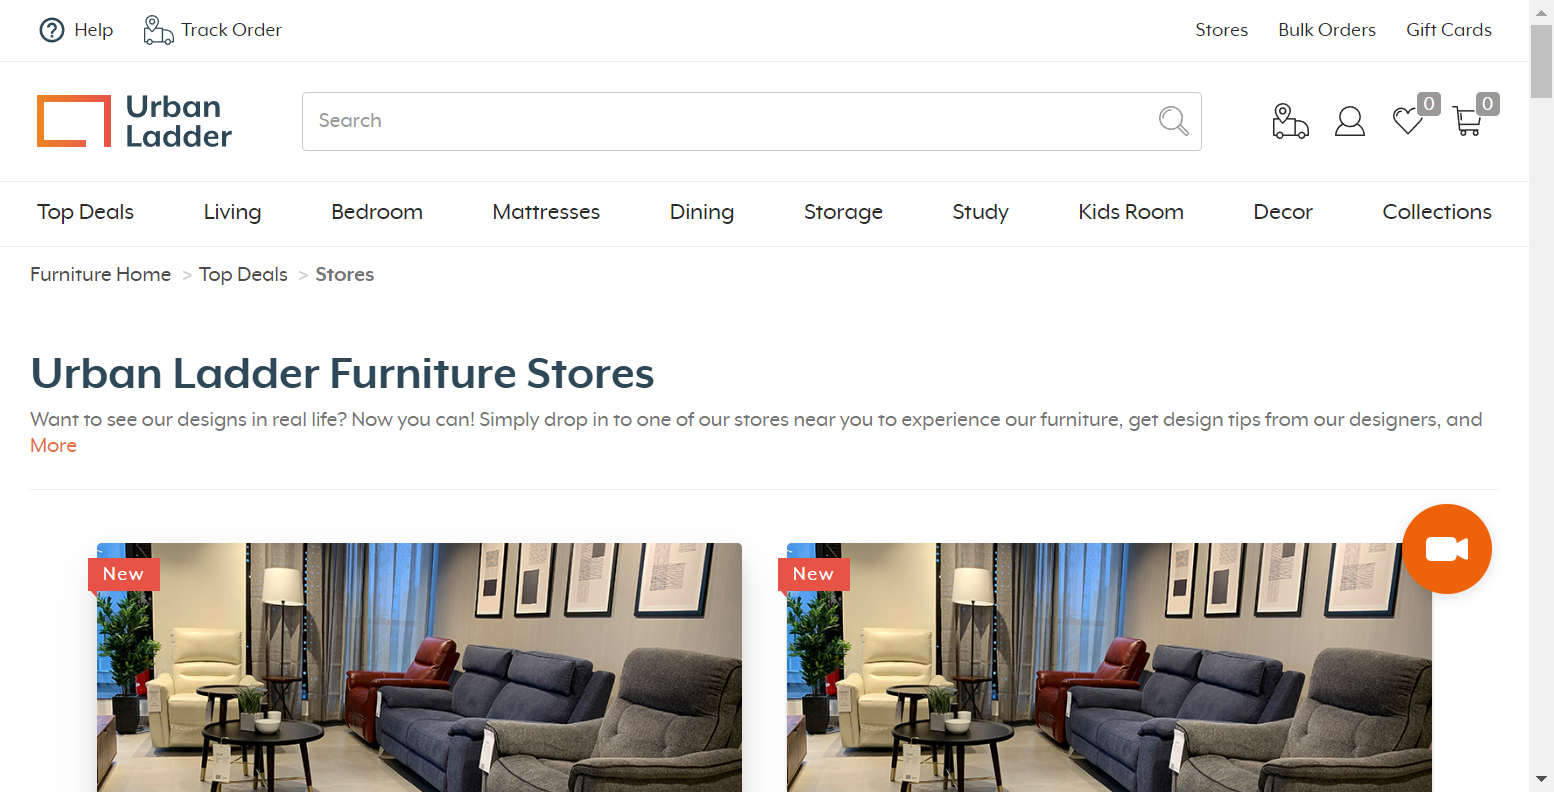 Help
Track Order
Stores
Bulk Orders
Gift Cards
Urban
Ladder
Search
0
0
Top Deals
Living
Bedroom
Mattresses
Dining
Storage
Study
Kids Room
Decor
Collections
Furniture Home > Top Deals > Stores
Urban Ladder Furniture Stores
Want to see our designs in real life? Now you can! Simply drop in to one of our stores near you to experience our furniture, get design tips from our designers, and
More
New
New